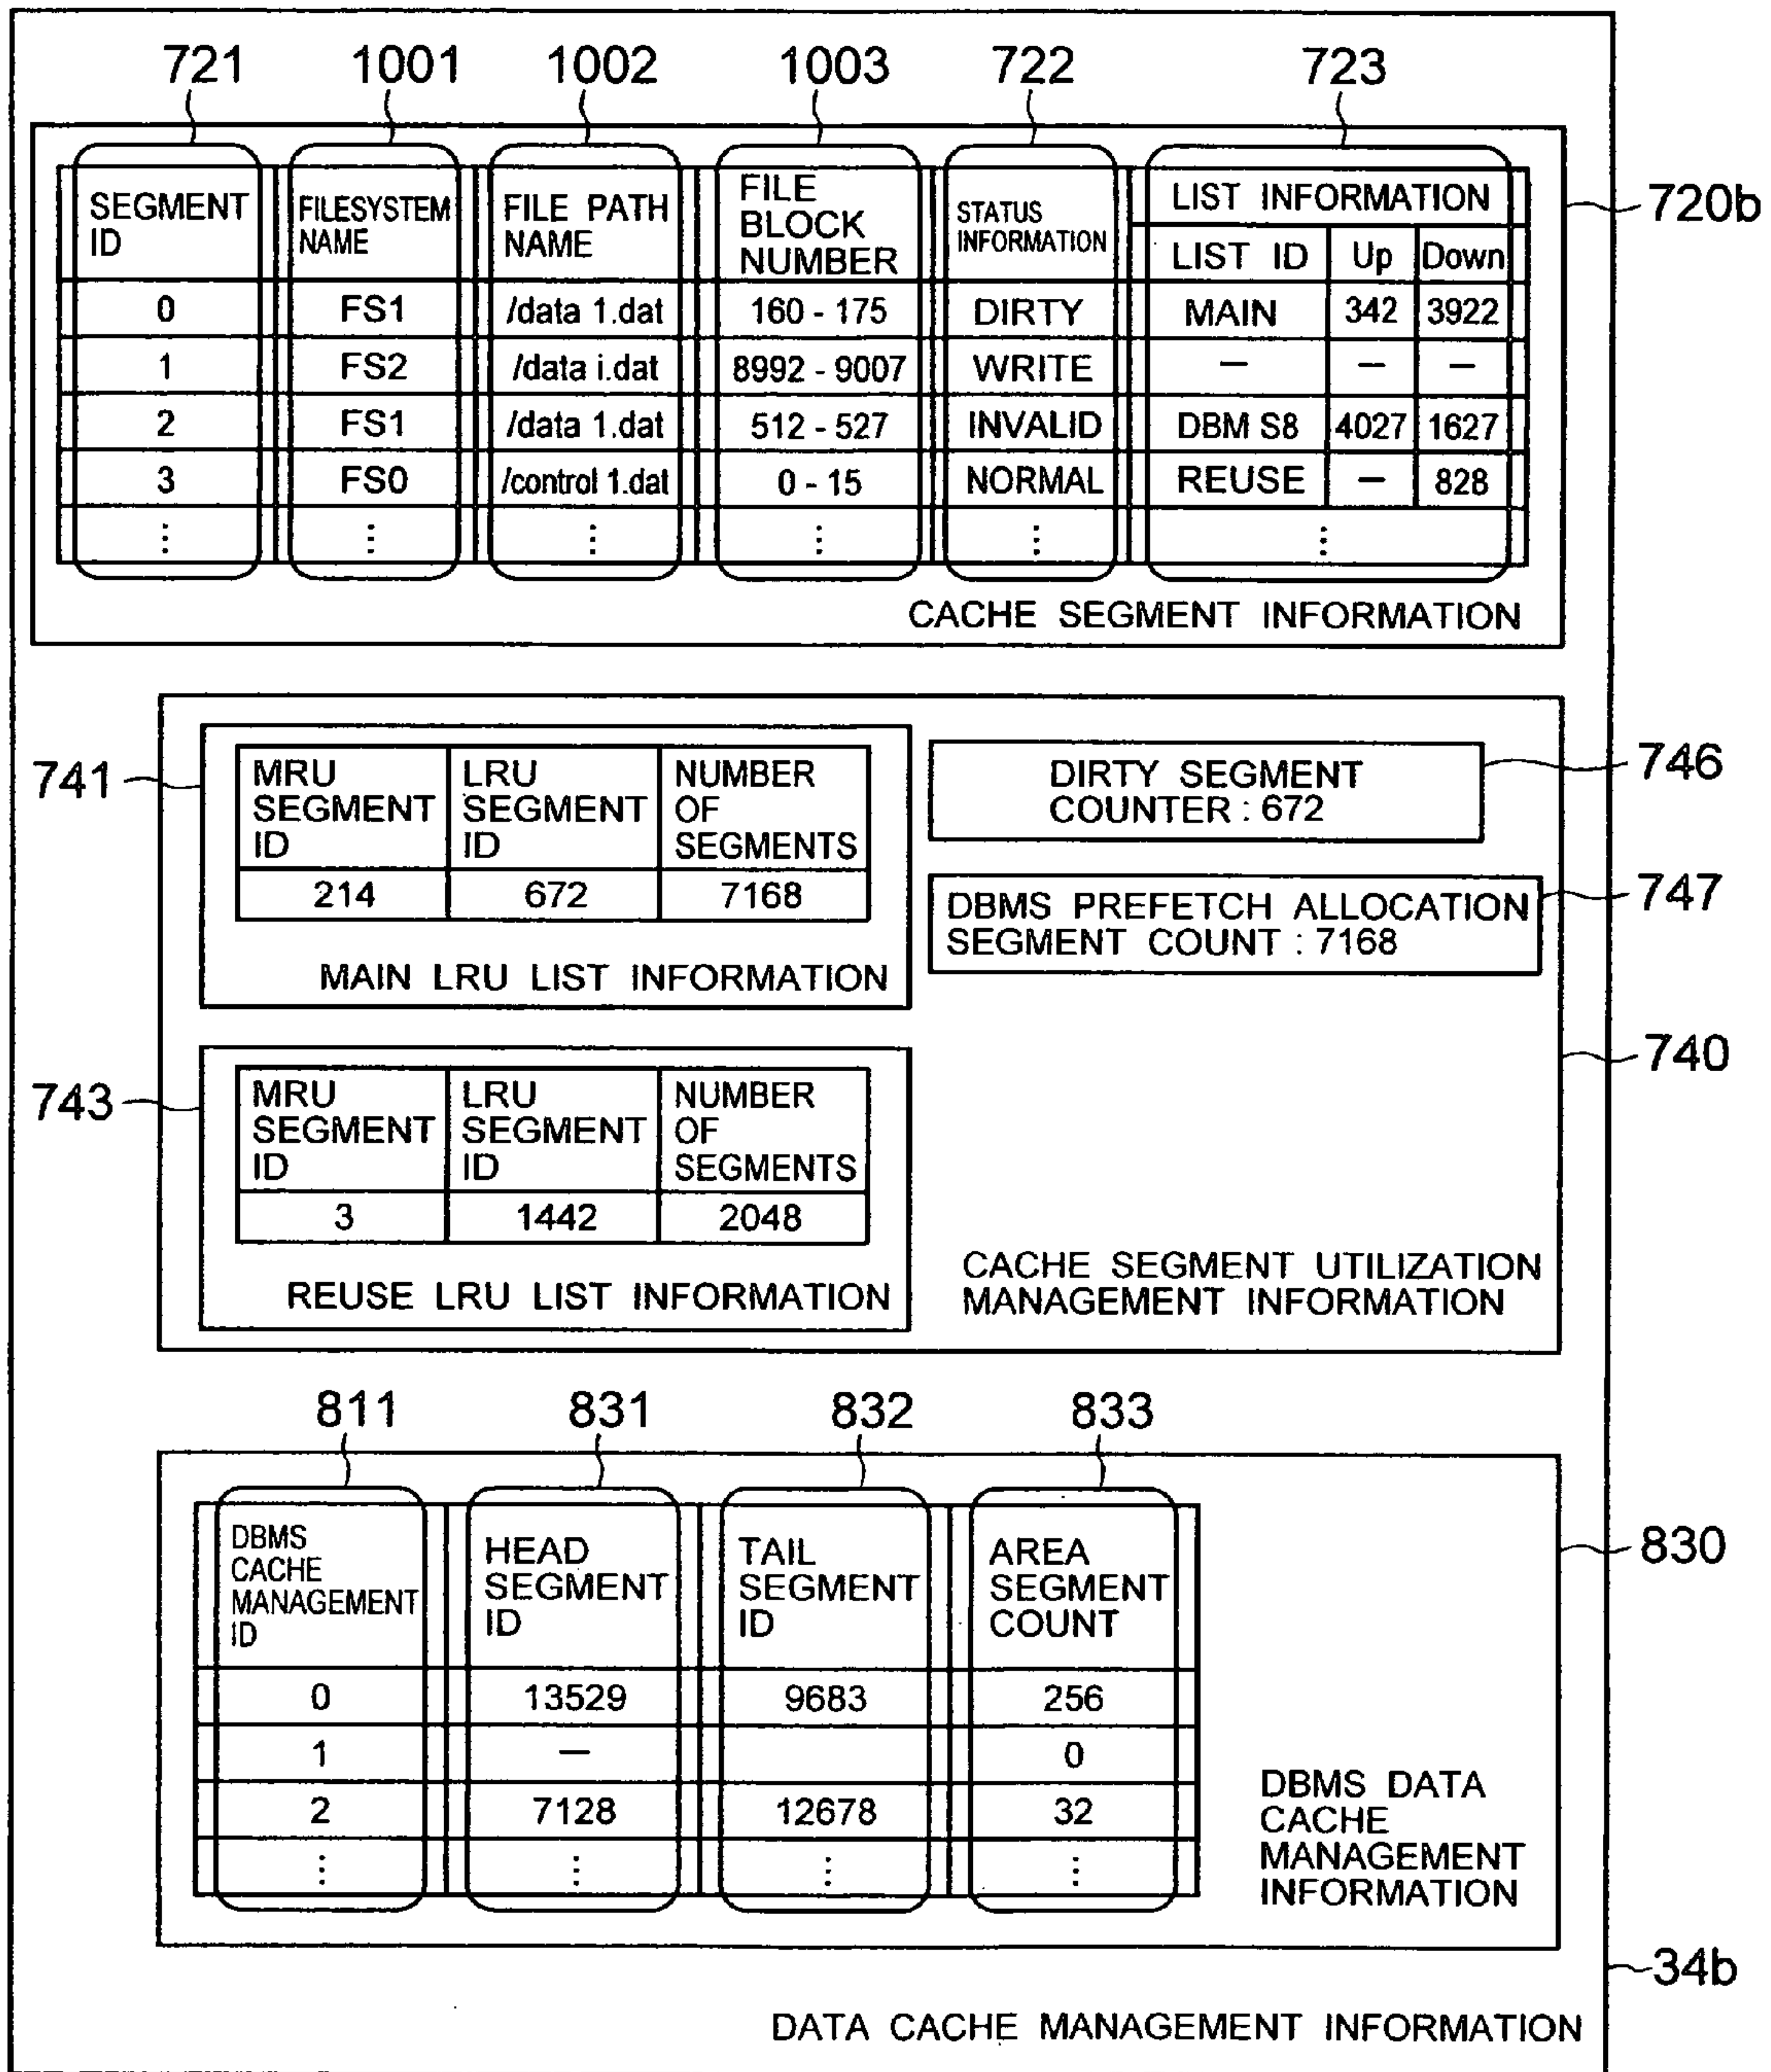 721 1001 1002 1003 722 723
SEGMENT ID FILESYSTEM NAME FILE PATH NAME FILE BLOCK NUMBER STATUS INFORMATION LIST INFORMATION
LIST ID Up Down
0 FS1 /data 1.dat 160 - 175 DIRTY MAIN 342 3922
1 FS2 /data i.dat 8992 - 9007 WRITE — — —
2 FS1 /data 1.dat 512 - 527 INVALID DBM S8 4027 1627
3 FS0 /control 1.dat 0 - 15 NORMAL REUSE — 828
⋮ ⋮ ⋮ ⋮ ⋮ ⋮
CACHE SEGMENT INFORMATION
720b
741
MRU SEGMENT ID LRU SEGMENT ID NUMBER OF SEGMENTS
214 672 7168
MAIN LRU LIST INFORMATION
DIRTY SEGMENT
COUNTER : 672
746
DBMS PREFETCH ALLOCATION
SEGMENT COUNT : 7168
747
740
743
MRU SEGMENT ID LRU SEGMENT ID NUMBER OF SEGMENTS
3 1442 2048
REUSE LRU LIST INFORMATION
CACHE SEGMENT UTILIZATION
MANAGEMENT INFORMATION
811 831 832 833
DBMS CACHE MANAGEMENT ID HEAD SEGMENT ID TAIL SEGMENT ID AREA SEGMENT COUNT
0 13529 9683 256
1 — 0
2 7128 12678 32
⋮ ⋮ ⋮ ⋮
DBMS DATA
CACHE
MANAGEMENT
INFORMATION
830
34b
DATA CACHE MANAGEMENT INFORMATION